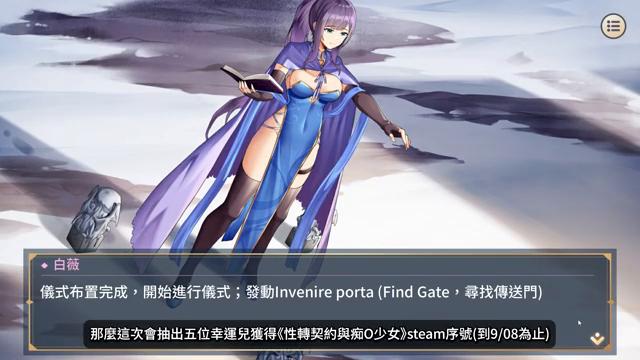 白薇
儀式布置完成，開始進行儀式；發動Invenire porta (Find Gate，尋找傳送門)
那麼這次會抽出五位幸運兒獲得《性轉契約與痴O少女》steam序號(到9/08為止)